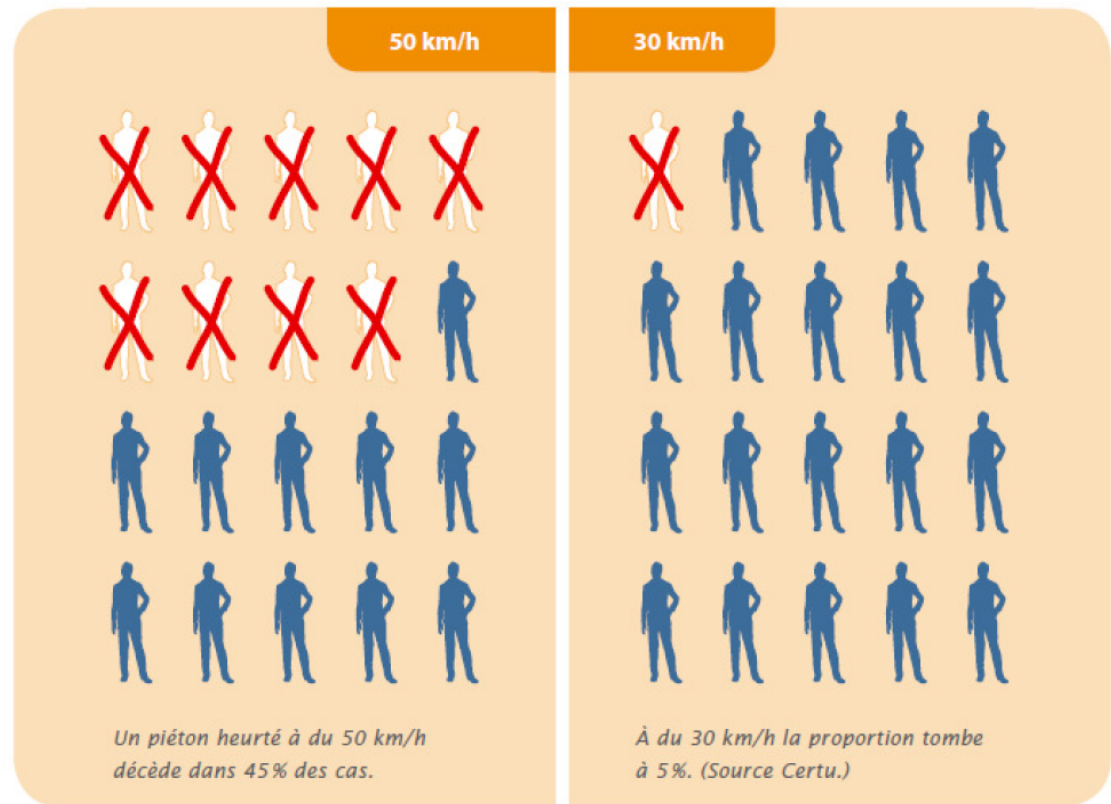 50 km/h
30 km/h
Un piéton heurté à du 50 km/h
décède dans 45% des cas.
À du 30 km/h la proportion tombe
à 5%. (Source Certu.)